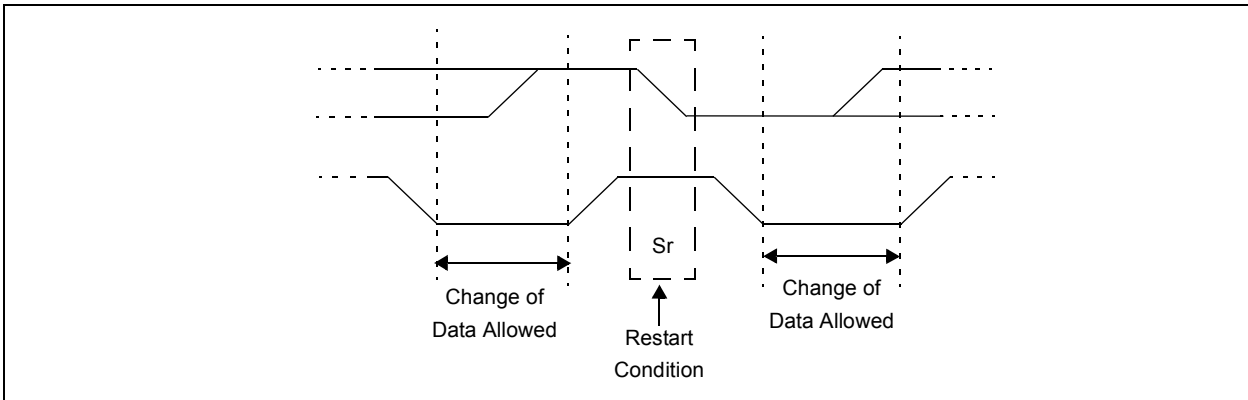 Sr
Change of
Data Allowed
Restart
Condition
Change of
Data Allowed